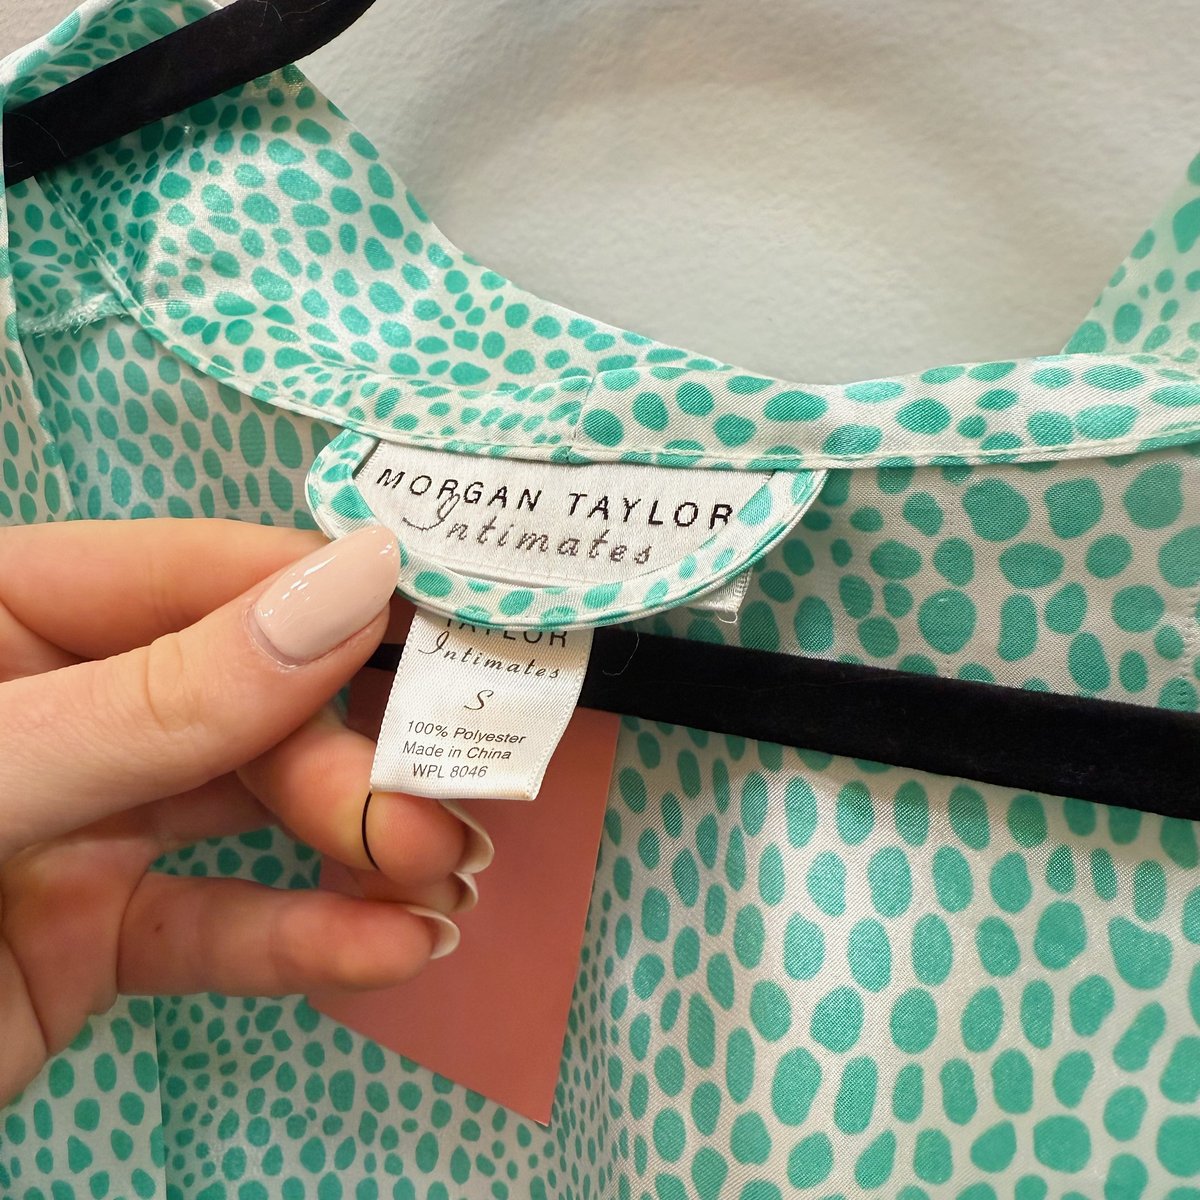 MORGAN TAYLOR
Intimates
TAYLOR
Intimates
S
100% Polyester
Made in China
WPL 8046